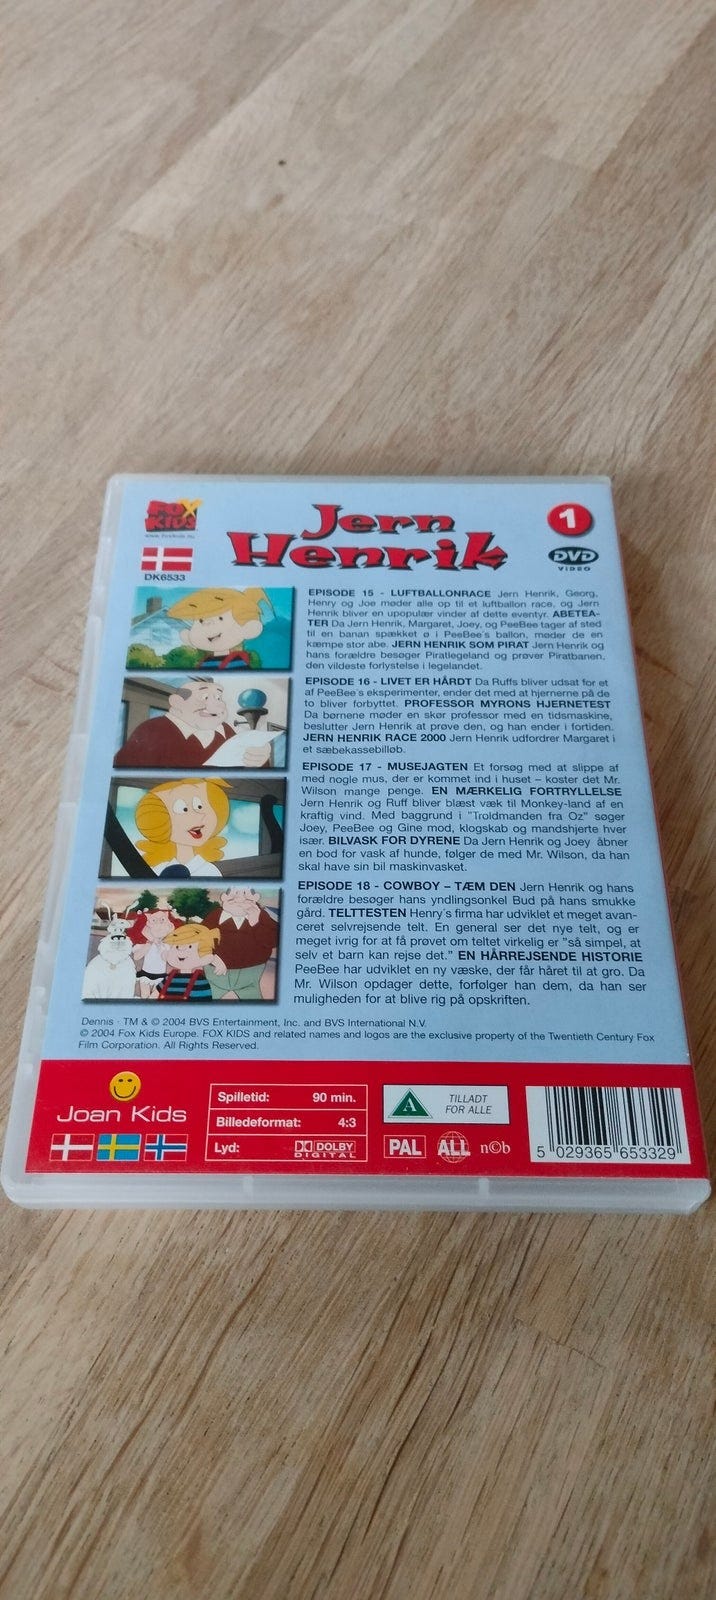 FOX
KIDS
Jern
Henrik
1
DVD
VIDEO
DK6533
EPISODE 15 - LUFTBALLONRACE Jern Henrik, Georg,
Henry og Joe møder alle op til et luftballon race, og Jern
Henrik bliver en upopulær vinder af dette eventyr. ABETEA-
TER Da Jern Henrik, Margaret, Joey, og PeeBee tager af sted
til en banan spækket ø i PeeBee's ballon, møder de en
kæmpe stor abe. JERN HENRIK SOM PIRAT Jern Henrik og
hans forældre besøger Piratlegeland og prøver Piratbanen,
den vildeste forlystelse i legelandet.
EPISODE 16 - LIVET ER HÅRDT Da Ruffs bliver udsat for et
af PeeBee's eksperimenter, ender det med at hjernerne på de
to bliver forbyttet. PROFESSOR MYRONS HJERNETEST
Da børnene møder en skør professor med en tidsmaskine,
beslutter Jern Henrik at prøve den, og han ender i fortiden.
JERN HENRIK RACE 2000 Jern Henrik udfordrer Margaret i
et sæbekassebilløb.
EPISODE 17 - MUSEJAGTEN Et forsøg med at slippe af
med nogle mus, der er kommet ind i huset – koster det Mr.
Wilson mange penge. EN MÆRKELIG FORTRYLLELSE
Jern Henrik og Ruff bliver blæst væk til Monkey-land af en
kraftig vind. Med baggrund i "Troldmanden fra Oz" søger
Joey, PeeBee og Gine mod, klogskab og mandshjerte hver
især. BILVASK FOR DYRENE Da Jern Henrik og Joey åbner
en bod for vask af hunde, følger de med Mr. Wilson, da han
skal have sin bil maskinvasket.
EPISODE 18 - COWBOY – TÆM DEN Jern Henrik og hans
forældre besøger hans yndlingsonkel Bud på hans smukke
gård. TELTTESTEN Henry's firma har udviklet et meget avan-
ceret selvrejsende telt. En general ser det nye telt, og er
meget ivrig for at få prøvet om teltet virkelig er "så simpel, at
selv et barn kan rejse det." EN HÅRREJSENDE HISTORIE
PeeBee har udviklet en ny væske, der får håret til at gro. Da
Mr. Wilson opdager dette, forfølger han dem, da han ser
muligheden for at blive rig på opskriften.
Dennis - TM & © 2004 BVS Entertainment, Inc. and BVS International N.V.
© 2004 Fox Kids Europe. FOX KIDS and related names and logos are the exclusive property of the Twentieth Century Fox
Film Corporation. All Rights Reserved.
Joan Kids
Spilletid: 90 min.
Billedeformat: 4:3
Lyd: DOLBY
DIGITAL
A
TILLADT
FOR ALLE
PAL
ALL
n©b
5 029365 653329